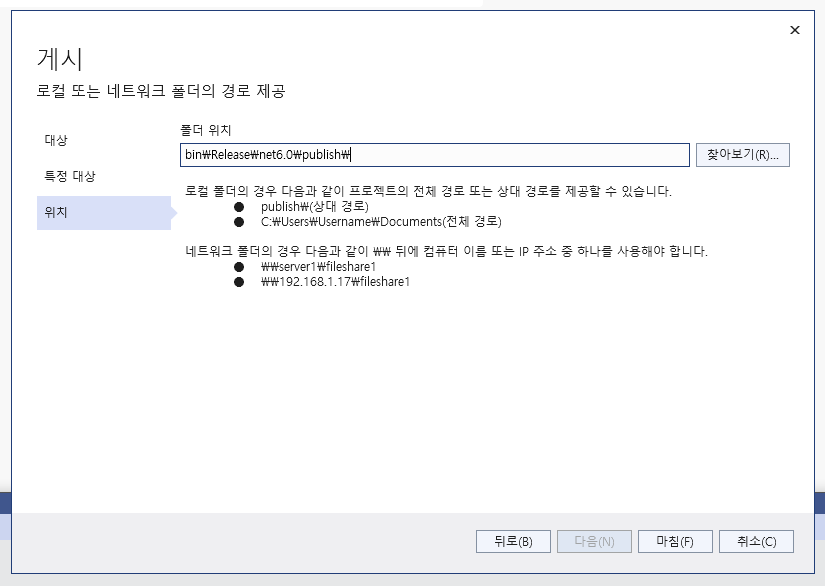 게시
로컬 또는 네트워크 폴더의 경로 제공
대상
특정 대상
위치
폴더 위치
bin₩Release₩net6.0₩publish₩
찾아보기(R)...
로컬 폴더의 경우 다음과 같이 프로젝트의 전체 경로 또는 상대 경로를 제공할 수 있습니다.
● publish₩(상대 경로)
● C:₩Users₩Username₩Documents(전체 경로)
네트워크 폴더의 경우 다음과 같이 ₩₩ 뒤에 컴퓨터 이름 또는 IP 주소 중 하나를 사용해야 합니다.
● ₩₩server1₩fileshare1
● ₩₩192.168.1.17₩fileshare1
뒤로(B)
다음(N)
마침(F)
취소(C)